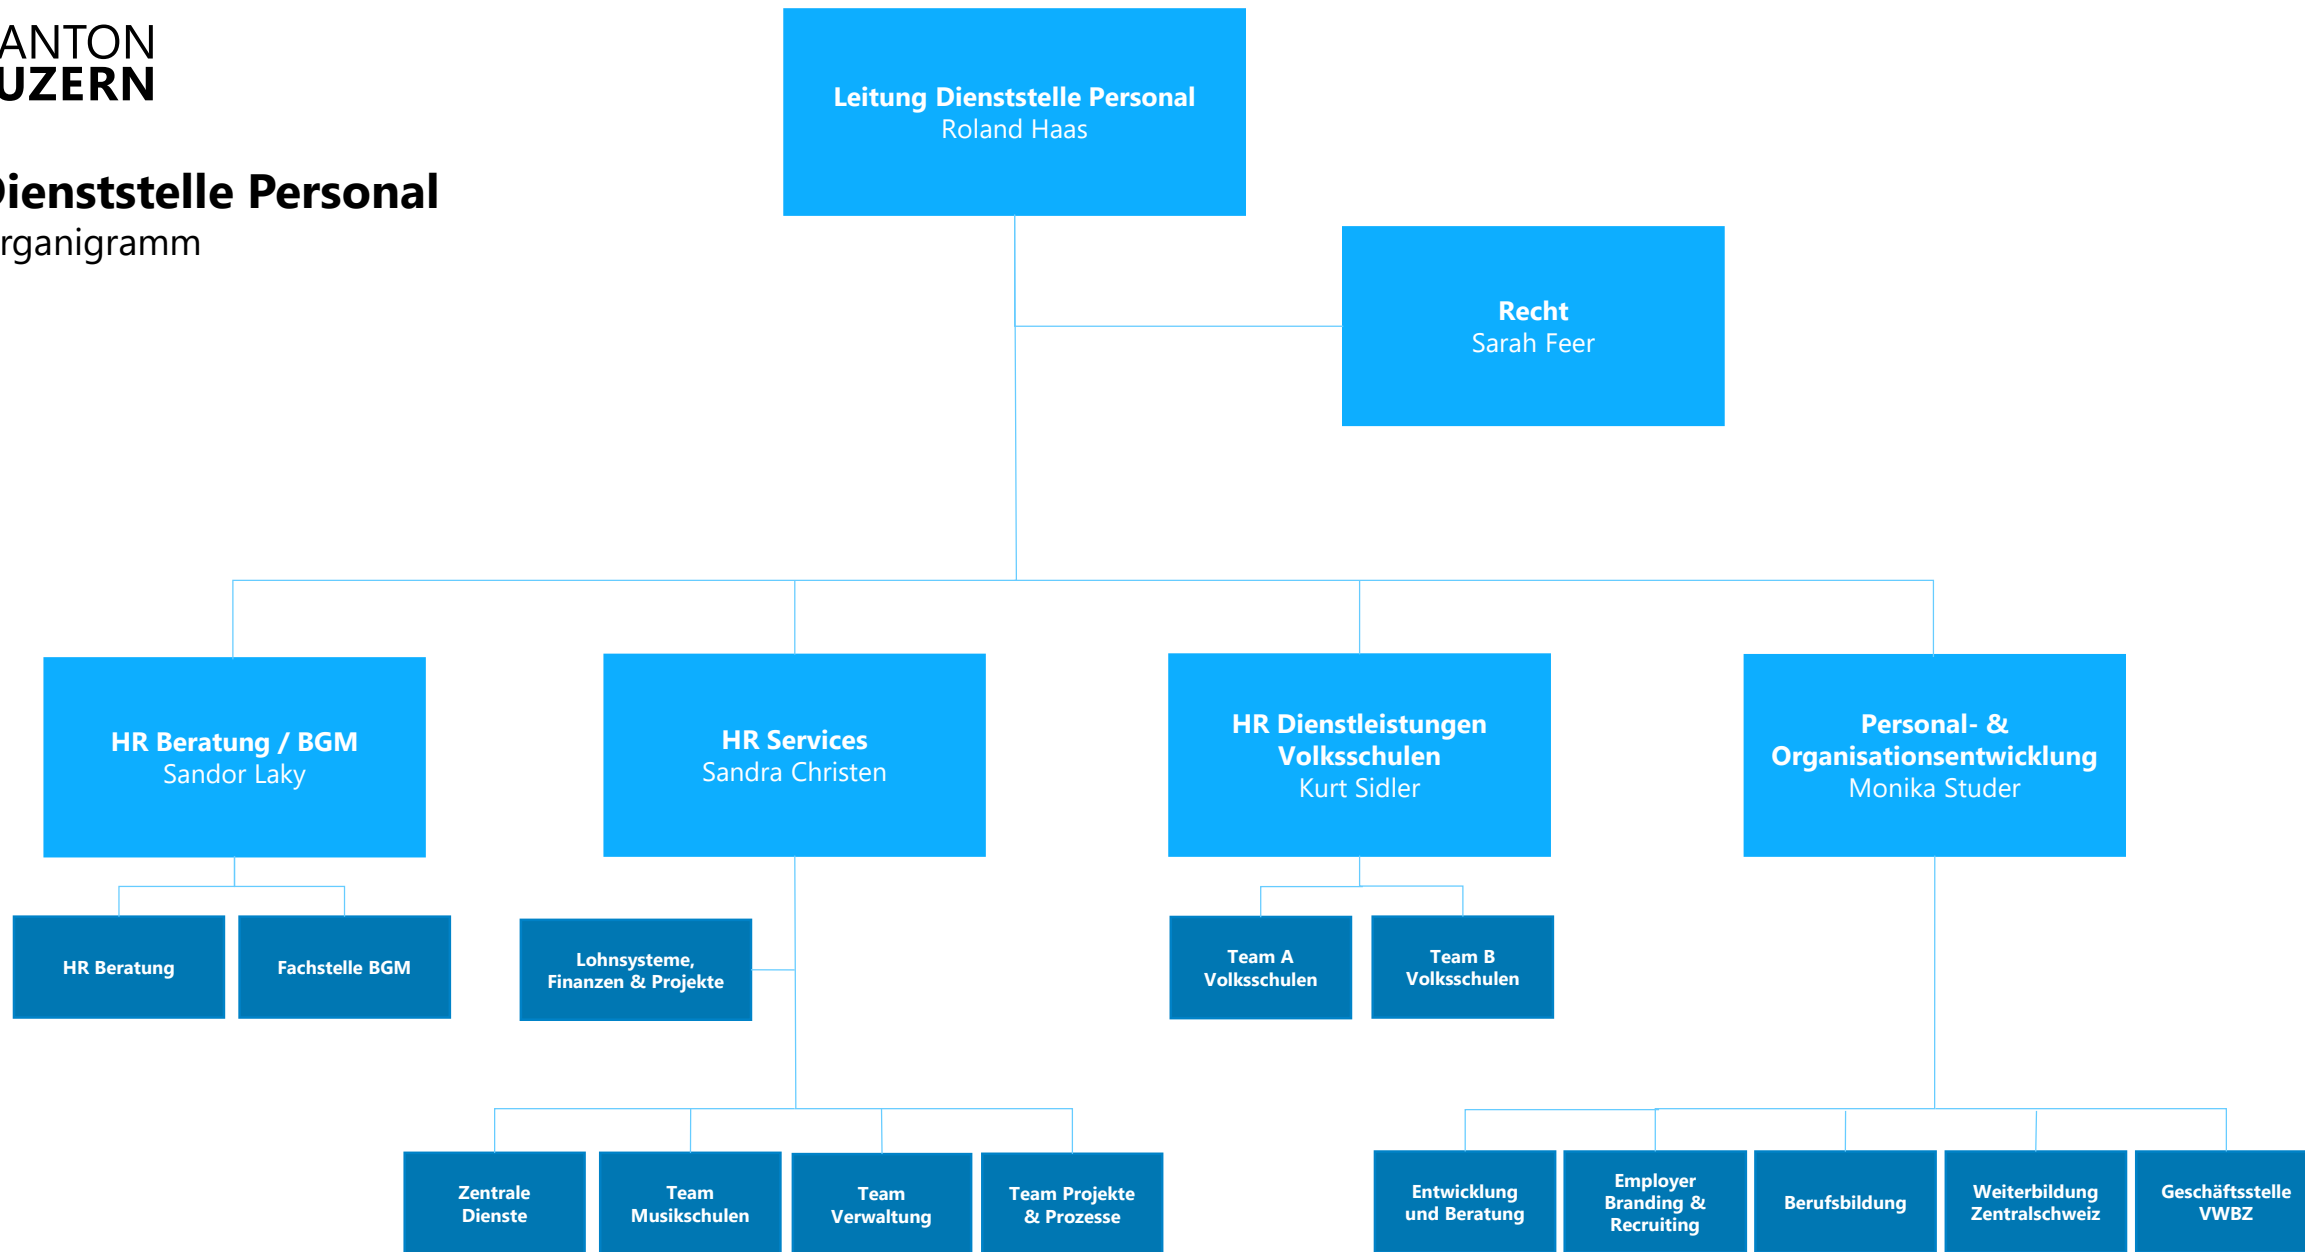 ANTON
UZERN
Dienststelle Personal
rganigramm
Leitung Dienststelle Personal
Roland Haas
Recht
Sarah Feer
HR Beratung / BGM
Sandor Laky
HR Services
Sandra Christen
HR Dienstleistungen
Volksschulen
Kurt Sidler
Personal- &
Organisationsentwicklung
Monika Studer
HR Beratung
Fachstelle BGM
Lohnsysteme,
Finanzen & Projekte
Team A
Volksschulen
Team B
Volksschulen
Zentrale
Dienste
Team
Musikschulen
Team
Verwaltung
Team Projekte
& Prozesse
Entwicklung
und Beratung
Employer
Branding &
Recruiting
Berufsbildung
Weiterbildung
Zentralschweiz
Geschäftsstelle
VWBZ